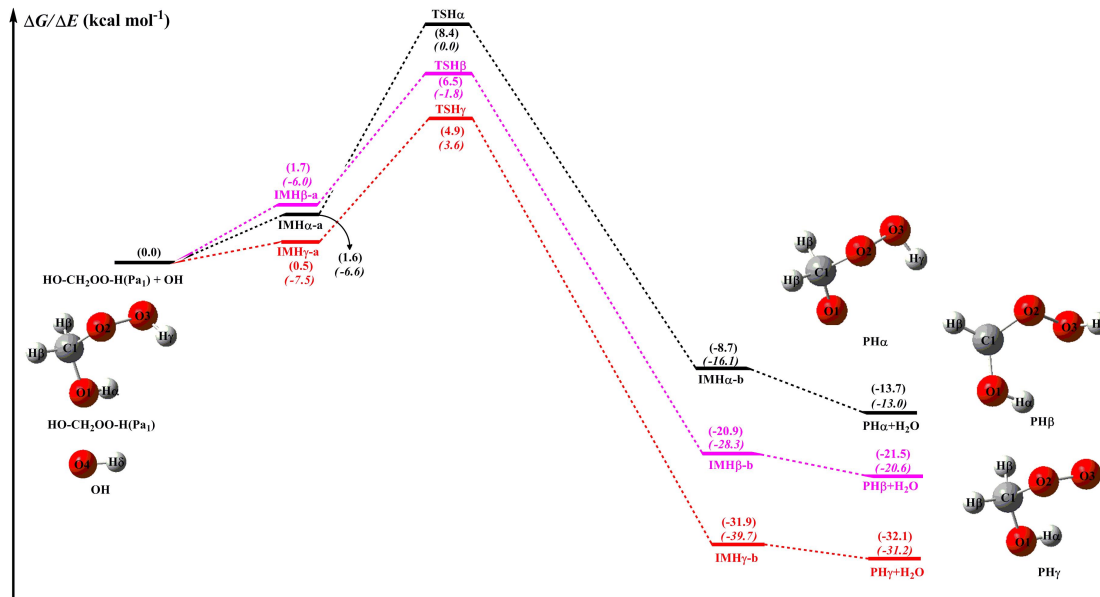 ΔG/ΔE (kcal mol⁻¹)
TSHα
(8.4)
(0.0)
TSHβ
(6.5)
(-1.8)
TSHγ
(4.9)
(3.6)
(1.7)
(-6.0)
IMHβ-a
IMHα-a
(1.6)
(-6.6)
IMHγ-a
(0.5)
(-7.5)
(0.0)
HO-CH₂OO-H(Pa₁) + OH
Hβ
O2
O3
Hγ
Hβ
C1
O1
Hα
HO-CH₂OO-H(Pa₁)
O4
Hδ
OH
(-8.7)
(-16.1)
IMHα-b
(-13.7)
(-13.0)
PHα+H₂O
(-20.9)
(-28.3)
IMHβ-b
(-21.5)
(-20.6)
PHβ+H₂O
(-31.9)
(-39.7)
IMHγ-b
(-32.1)
(-31.2)
PHγ+H₂O
Hβ
O2
O3
Hγ
Hβ
C1
O1
PHα
Hβ
C1
O2
O3
O1
Hα
PHβ
Hβ
O2
O3
Hβ
C1
O1
Hα
PHγ